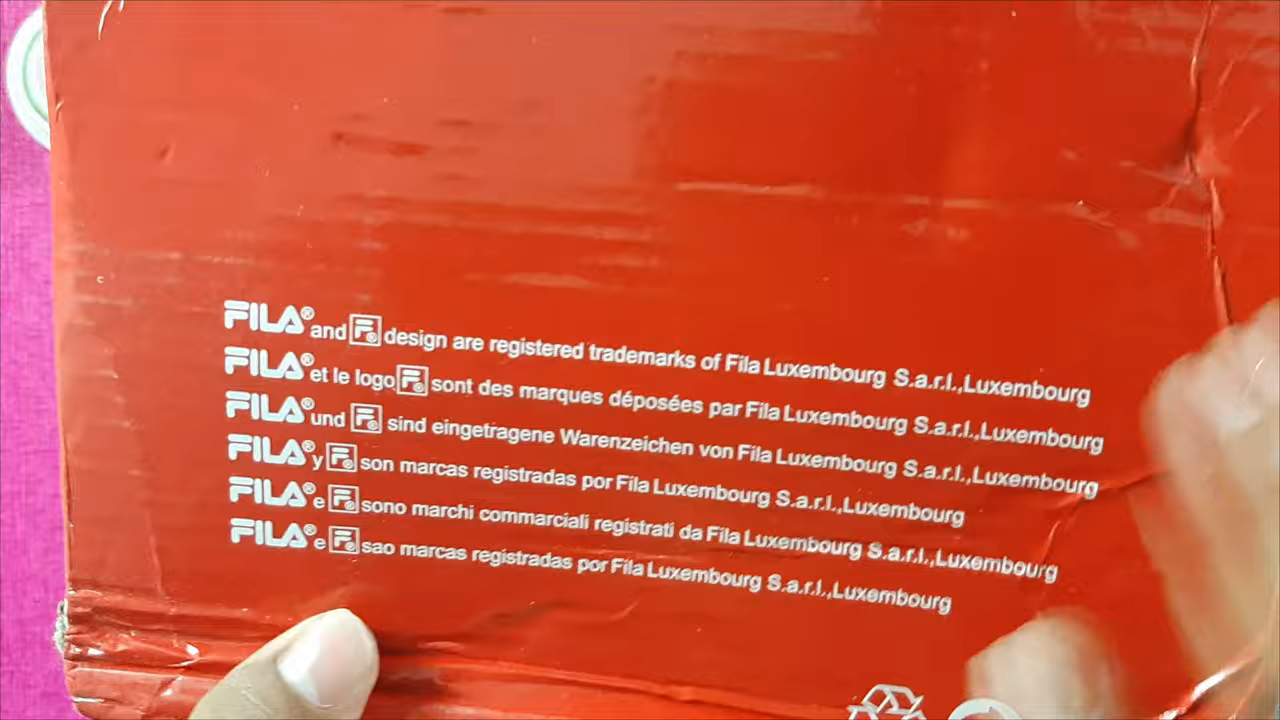 FILA® and F® design are registered trademarks of Fila Luxembourg S.a.r.l.,Luxembourg
FILA® et le logo F® sont des marques déposées par Fila Luxembourg S.a.r.l.,Luxembourg
FILA® und F® sind eingetragene Warenzeichen von Fila Luxembourg S.a.r.l.,Luxembourg
FILA® y F® son marcas registradas por Fila Luxembourg S.a.r.l.,Luxembourg
FILA® e F® sono marchi commerciali registrati da Fila Luxembourg S.a.r.l.,Luxembourg
FILA® e F® sao marcas registradas por Fila Luxembourg S.a.r.l.,Luxembourg